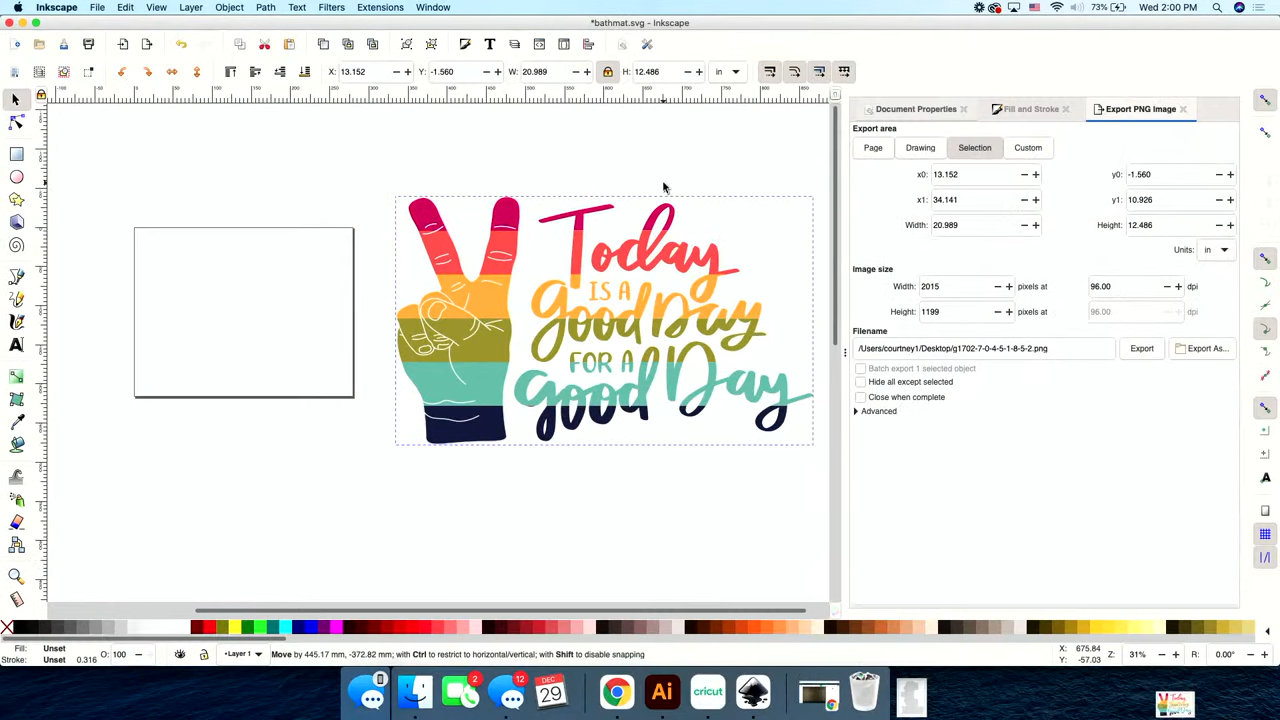 Inkscape File Edit View Layer Object Path Text Filters Extensions Window 73% Wed 2:00 PM
*bathmat.svg - Inkscape
X: 13.152 Y: -1.560 W: 20.989 H: 12.486 in
Document Properties Fill and Stroke Export PNG Image
Export area
Page Drawing Selection Custom
x0: 13.152 y0: -1.560
x1: 34.141 y1: 10.926
Width: 20.989 Height: 12.486
Units: in
Image size
Width: 2015 pixels at 96.00 dpi
Height: 1199 pixels at 96.00 dpi
Filename
/Users/courtney1/Desktop/g1702-7-0-4-5-1-8-5-2.png Export Export As...
Batch export 1 selected object
Hide all except selected
Close when complete
Advanced
Today
IS A
good Day
FOR A
good Day
Fill: Unset
Stroke: Unset 0.316
O: 100
Layer 1
Move by 445.17 mm, -372.82 mm; with Ctrl to restrict to horizontal/vertical; with Shift to disable snapping
X: 675.84
Y: -57.03
Z: 31% R: 0.00°
2 12 DEC 29 Ai cricut